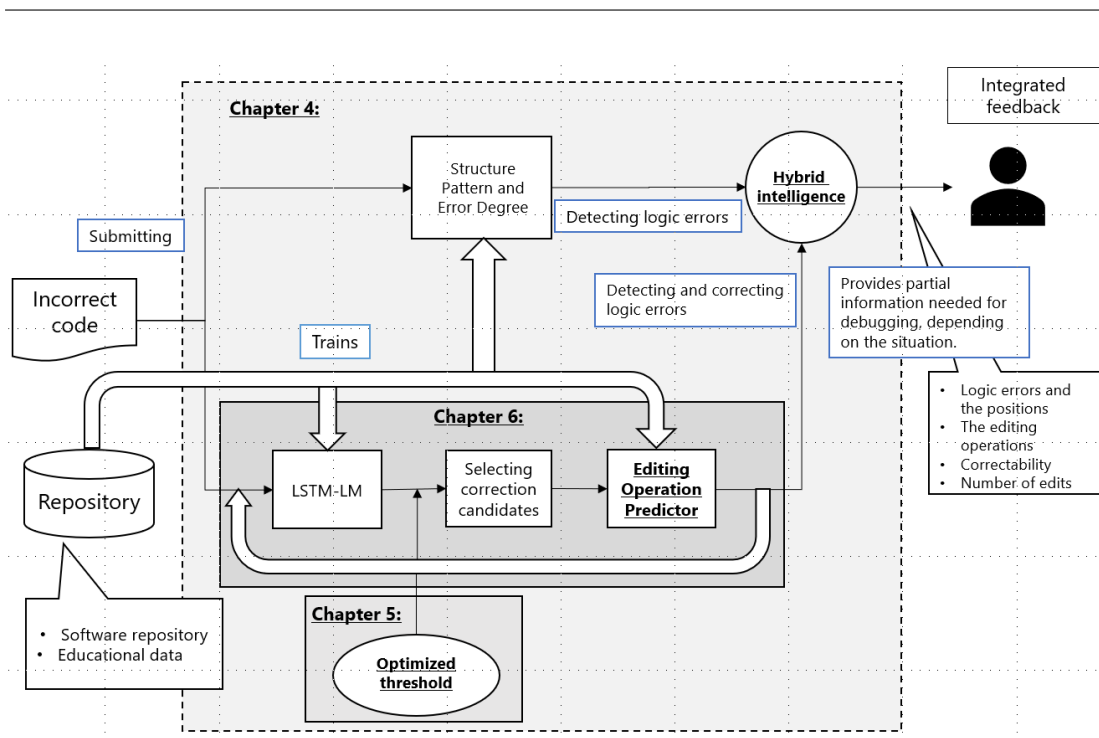 Integrated
feedback
Chapter 4:
Structure
Pattern and
Error Degree
Hybrid
intelligence
Detecting logic errors
Submitting
Incorrect
code
Detecting and correcting
logic errors
Provides partial
information needed for
debugging, depending
on the situation.
Trains
• Logic errors and
the positions
• The editing
operations
• Correctability
• Number of edits
Chapter 6:
LSTM-LM
Selecting
correction
candidates
Editing
Operation
Predictor
Repository
• Software repository
• Educational data
Chapter 5:
Optimized
threshold